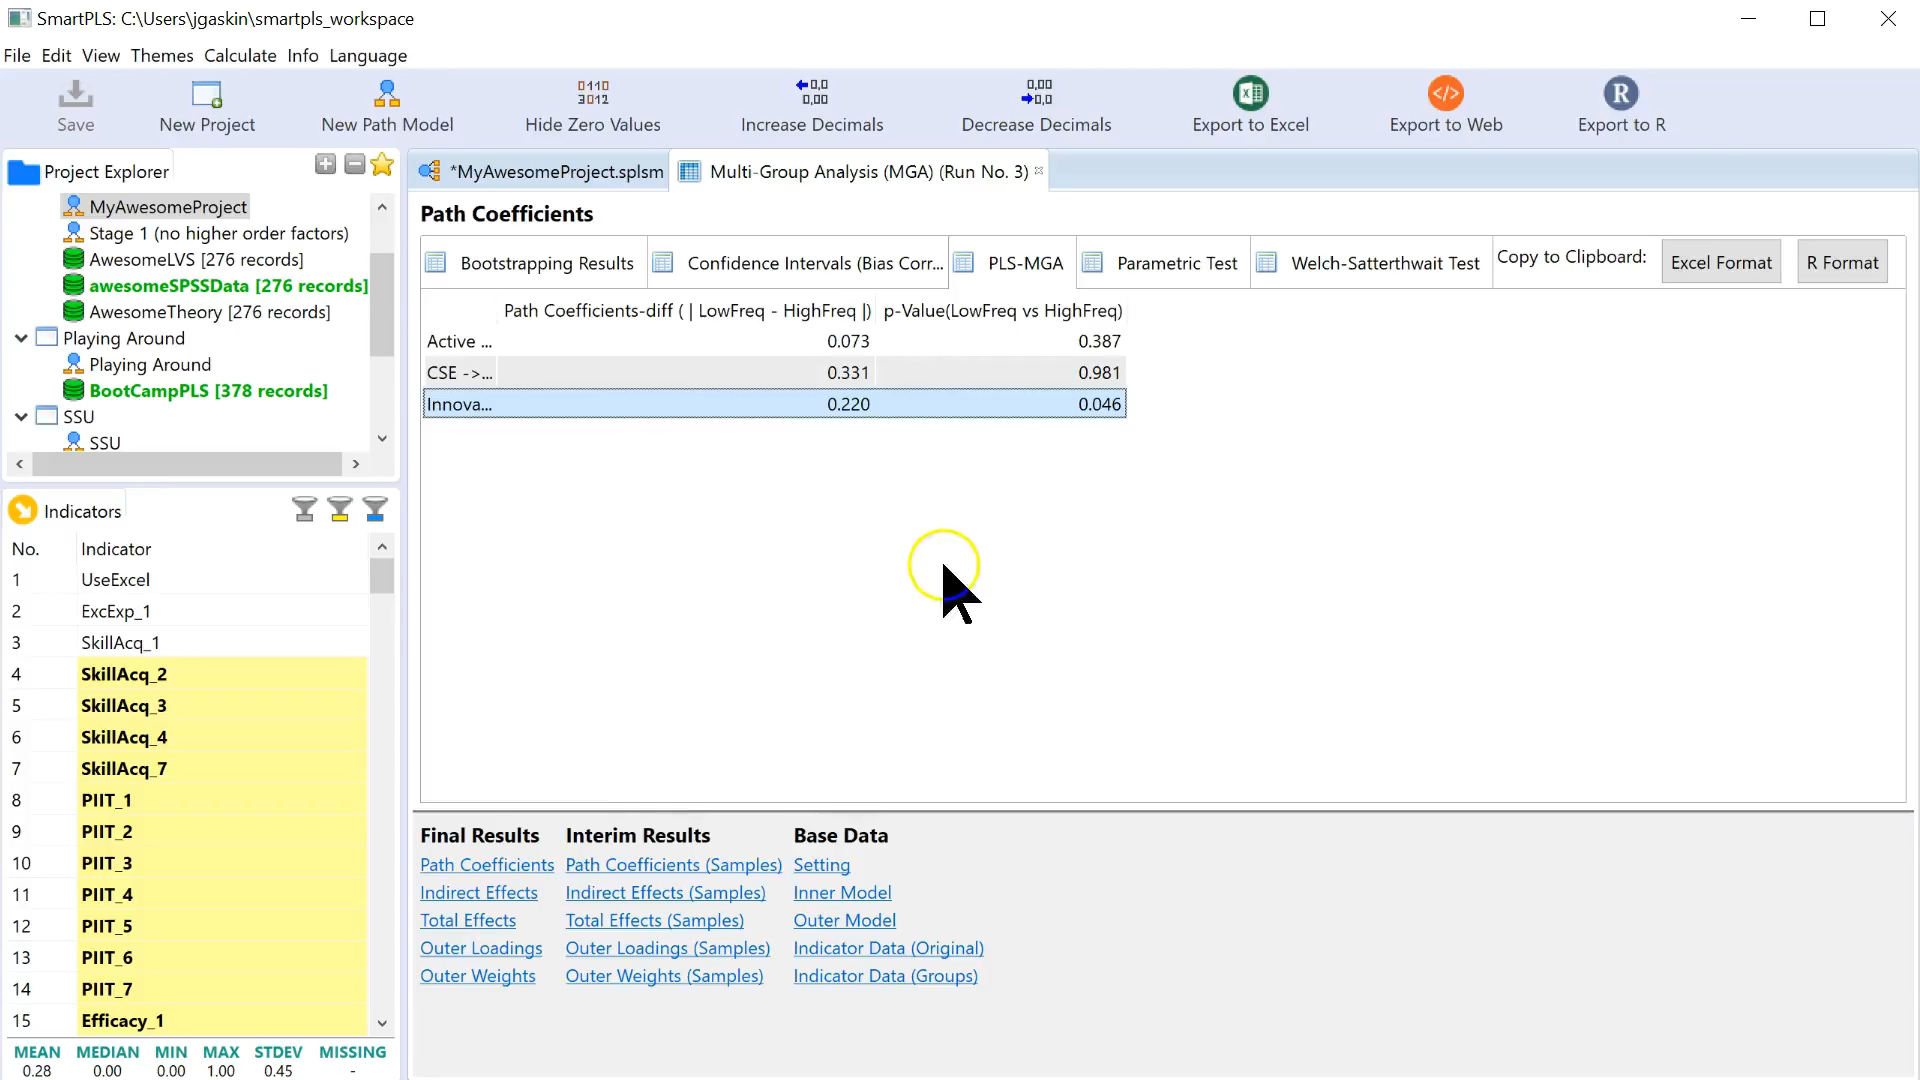 SmartPLS: C:\Users\jgaskin\smartpls_workspace
File Edit View Themes Calculate Info Language
0110 3012
0,0 0,00
0,00 0,0
Save New Project New Path Model Hide Zero Values Increase Decimals Decrease Decimals Export to Excel Export to Web R Export to R
Project Explorer
MyAwesomeProject
Stage 1 (no higher order factors)
AwesomeLVS [276 records]
awesomeSPSSData [276 records]
AwesomeTheory [276 records]
Playing Around
Playing Around
BootCampPLS [378 records]
SSU
SSU
Indicators
No. Indicator
1 UseExcel
2 ExcExp_1
3 SkillAcq_1
4 SkillAcq_2
5 SkillAcq_3
6 SkillAcq_4
7 SkillAcq_7
8 PIIT_1
9 PIIT_2
10 PIIT_3
11 PIIT_4
12 PIIT_5
13 PIIT_6
14 PIIT_7
15 Efficacy_1
MEAN MEDIAN MIN MAX STDEV MISSING
0.28 0.00 0.00 1.00 0.45 -
*MyAwesomeProject.splsm Multi-Group Analysis (MGA) (Run No. 3)
Path Coefficients
Bootstrapping Results Confidence Intervals (Bias Corr... PLS-MGA Parametric Test Welch-Satterthwait Test Copy to Clipboard: Excel Format R Format
Path Coefficients-diff ( | LowFreq - HighFreq |) p-Value(LowFreq vs HighFreq)
Active ... 0.073 0.387
CSE ->... 0.331 0.981
Innova... 0.220 0.046
Final Results Interim Results Base Data
Path Coefficients Path Coefficients (Samples) Setting
Indirect Effects Indirect Effects (Samples) Inner Model
Total Effects Total Effects (Samples) Outer Model
Outer Loadings Outer Loadings (Samples) Indicator Data (Original)
Outer Weights Outer Weights (Samples) Indicator Data (Groups)